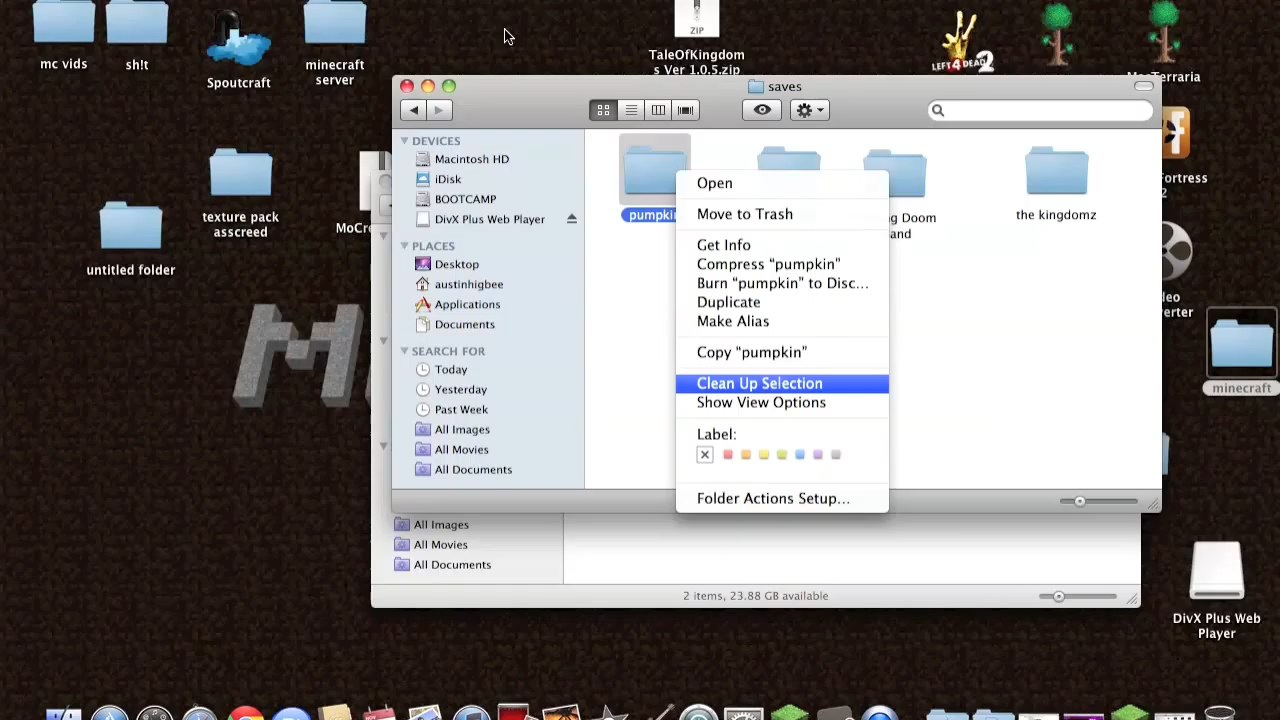 mc vids
sh!t
Spoutcraft
minecraft
server
ZIP
TaleOfKingdom
s Ver 1.0.5.zip
LEFT 4 DEAD 2
saves
DEVICES
Macintosh HD
iDisk
BOOTCAMP
DivX Plus Web Player
PLACES
Desktop
austinhigbee
Applications
Documents
SEARCH FOR
Today
Yesterday
Past Week
All Images
All Movies
All Documents
pumpkin
the kingdomz
Open
Move to Trash
Get Info
Compress “pumpkin”
Burn “pumpkin” to Disc...
Duplicate
Make Alias
Copy “pumpkin”
Clean Up Selection
Show View Options
Label:
Folder Actions Setup...
texture pack
asscreed
untitled folder
minecraft
All Images
All Movies
All Documents
2 items, 23.88 GB available
DivX Plus Web
Player